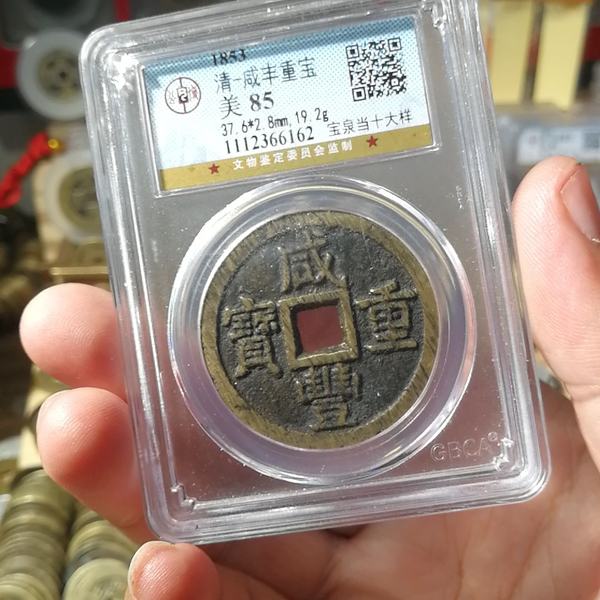 1853
清-咸丰重宝
美 85
37.6*2.8mm,19.2g
1112366162 宝泉当十大样
★ 文物鉴定委员会监制 ★
咸
寶 重
豐
GBCA